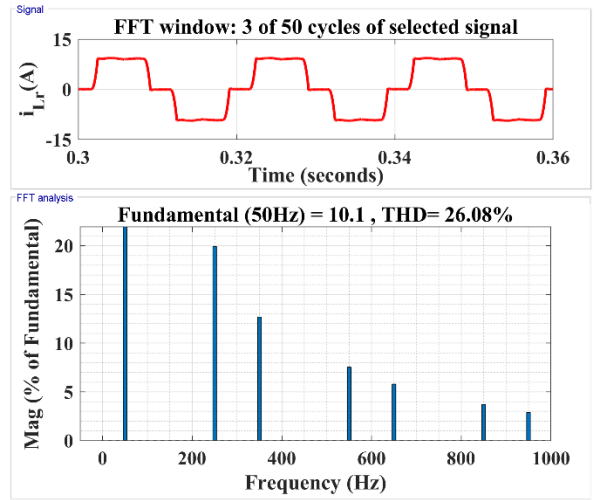 Signal
FFT window: 3 of 50 cycles of selected signal
15
0
-15
i_Lr(A)
0.3
0.32
0.34
0.36
Time (seconds)
FFT analysis
Fundamental (50Hz) = 10.1 , THD= 26.08%
20
15
10
5
0
Mag (% of Fundamental)
0
200
400
600
800
1000
Frequency (Hz)